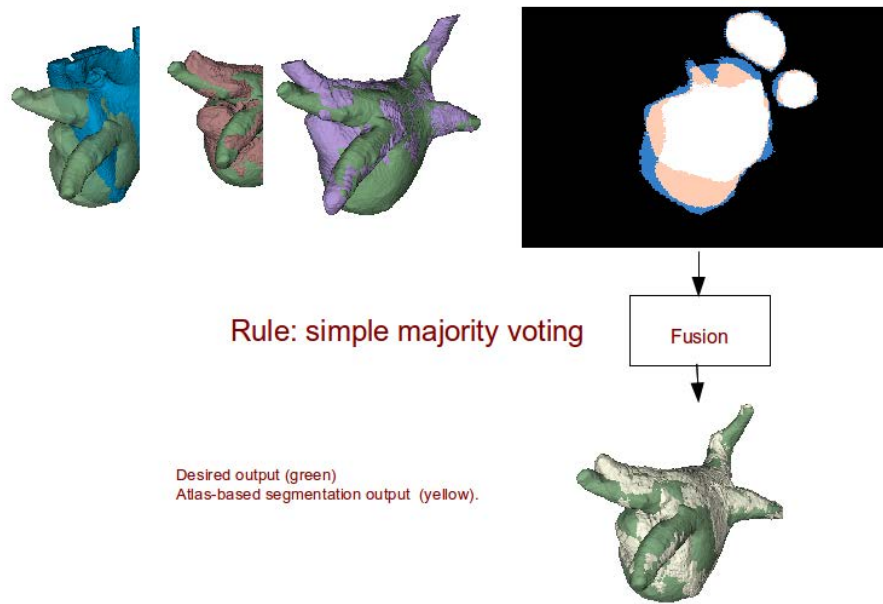 Rule: simple majority voting
Fusion
Desired output (green)
Atlas-based segmentation output (yellow).